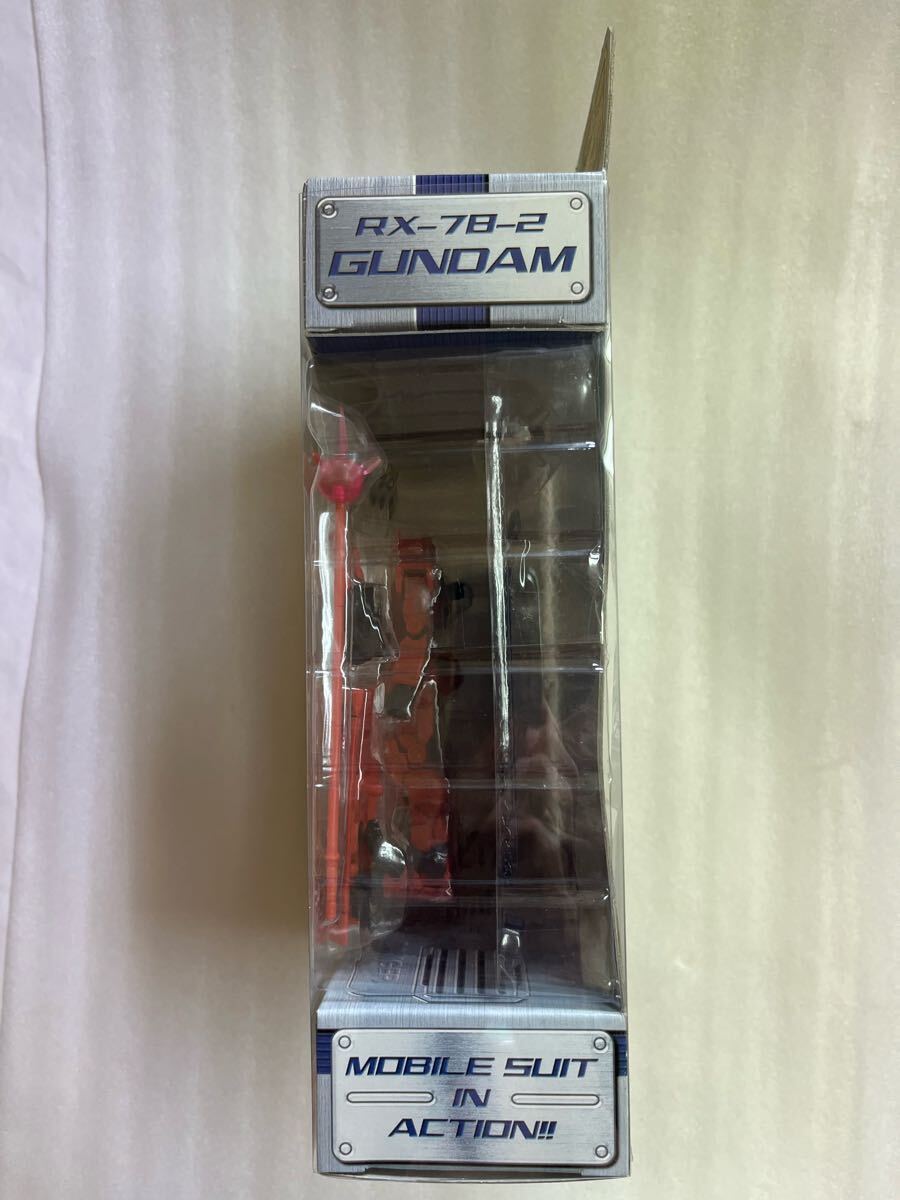 RX-78-2
GUNDAM
MOBILE SUIT
IN
ACTION!!